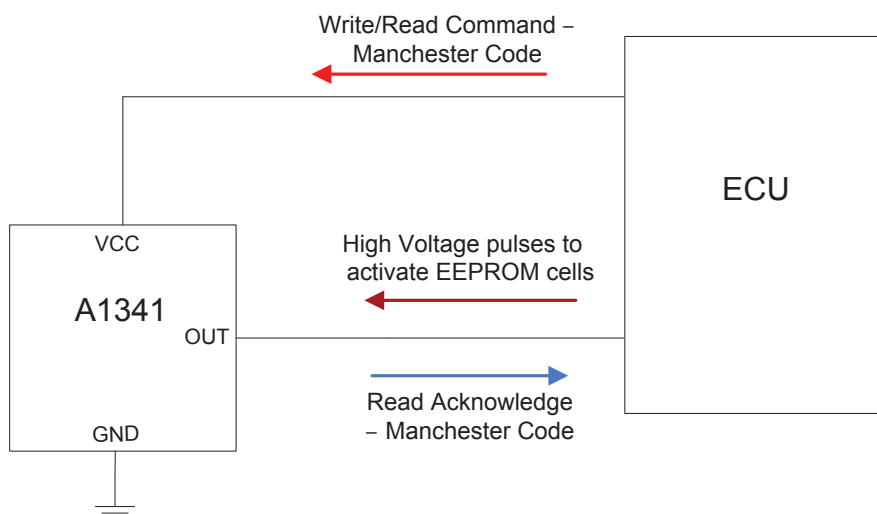 Write/Read Command –
Manchester Code
ECU
VCC
A1341
OUT
GND
High Voltage pulses to
activate EEPROM cells
Read Acknowledge
– Manchester Code